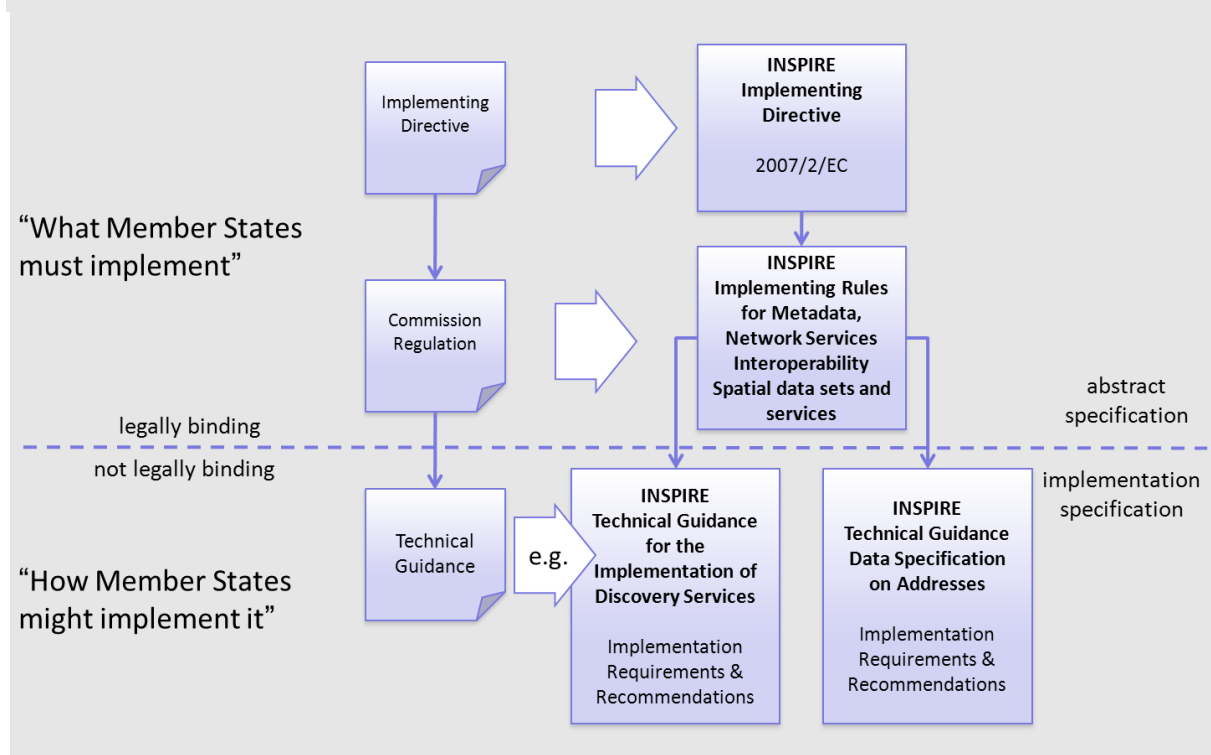 Implementing
Directive
INSPIRE
Implementing
Directive
2007/2/EC
“What Member States
must implement”
Commission
Regulation
INSPIRE
Implementing Rules
for Metadata,
Network Services
Interoperability
Spatial data sets and
services
abstract
specification
legally binding
not legally binding
implementation
specification
“How Member States
might implement it”
Technical
Guidance
e.g.
INSPIRE
Technical Guidance
for the
Implementation of
Discovery Services
Implementation
Requirements &
Recommendations
INSPIRE
Technical Guidance
Data Specification
on Addresses
Implementation
Requirements &
Recommendations